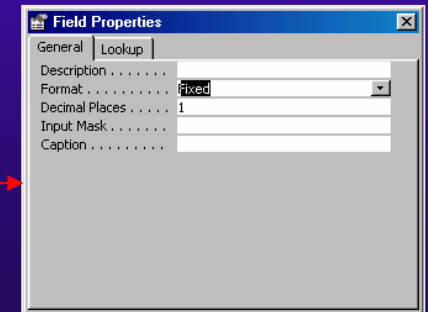 Field Properties
General Lookup
Description . . . . . . .
Format . . . . . . . . . . Fixed
Decimal Places . . . . . 1
Input Mask . . . . . . .
Caption . . . . . . . . .